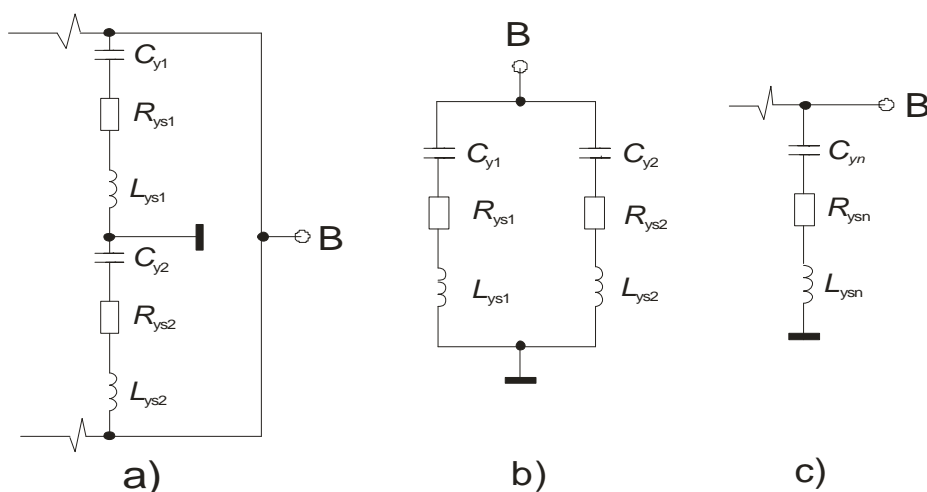 C_y1
R_ys1
L_ys1
C_y2
R_ys2
L_ys2
B
a)
B
C_y1
C_y2
R_ys1
R_ys2
L_ys1
L_ys2
b)
B
C_yn
R_ysn
L_ysn
c)